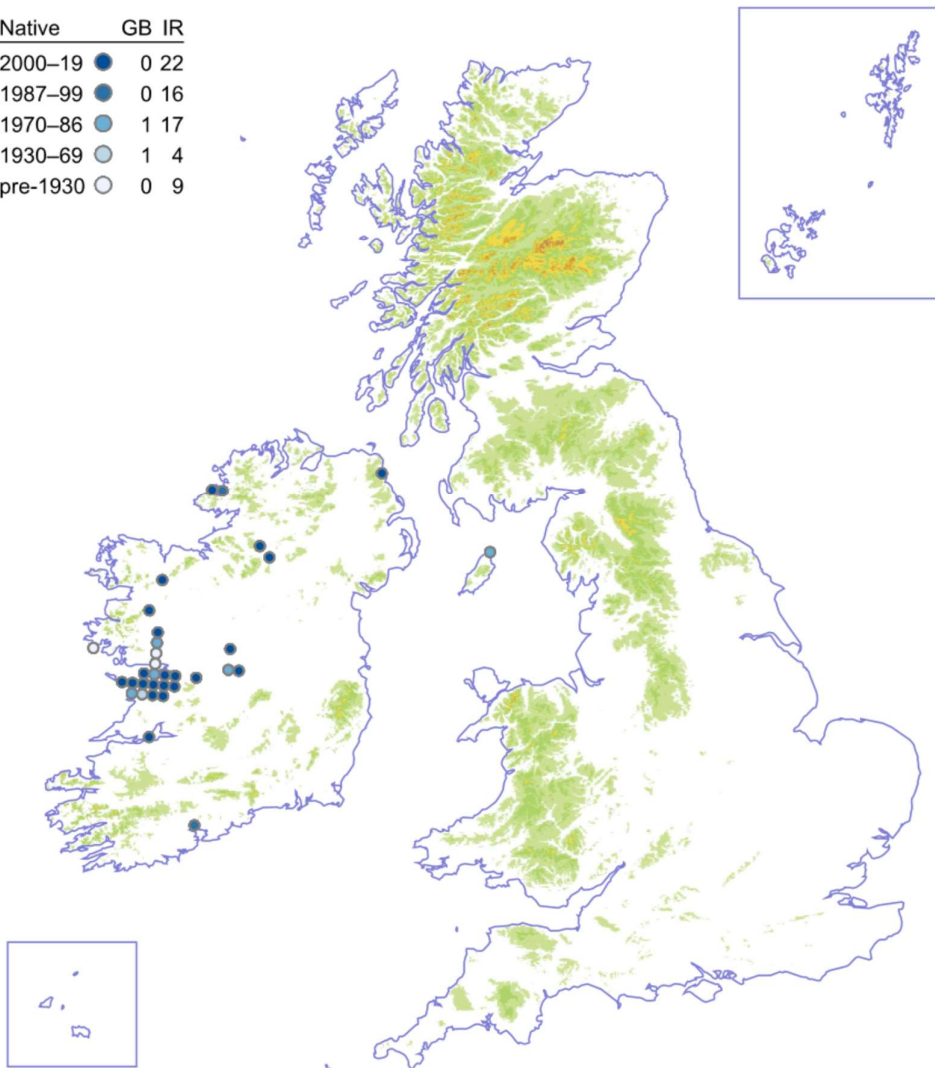 Native GB IR
2000–19 0 22
1987–99 0 16
1970–86 1 17
1930–69 1 4
pre-1930 0 9